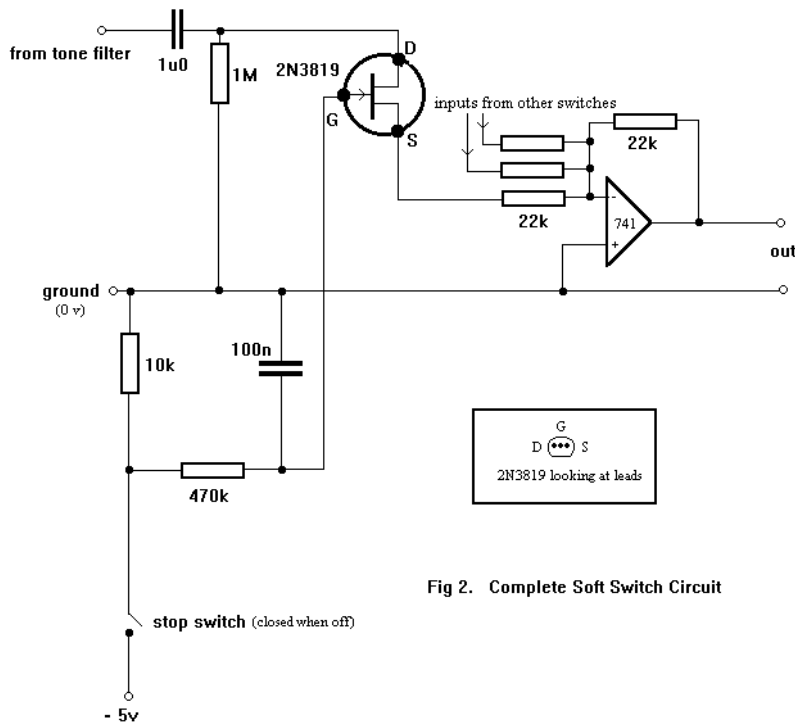 D
from tone filter
1u0
1M
2N3819
G
S
inputs from other switches
22k
22k
-
741
+
out
ground
(0 v)
10k
100n
470k
G
D S
2N3819 looking at leads
Fig 2. Complete Soft Switch Circuit
stop switch (closed when off)
- 5v